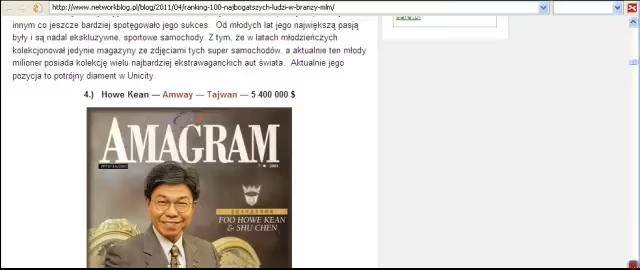 http://www.networkblog.pl/blog/2011/04/ranking-100-najbogatszych-ludzi-w-branzy-mlm/
innym co jeszcze bardziej spotęgowało jego sukces. Od młodych lat jego największą pasją
były i są nadal ekskluzywne, sportowe samochody. Z tym, że w latach młodzieńczych
kolekcjonował jedynie magazyny ze zdjęciami tych super samochodów, a aktualnie ten młody
milioner posiada kolekcję wielu najbardziej ekstrawaganckich aut świata. Aktualnie jego
pozycja to potrójny diament w Unicity.
4.) Howe Kean — Amway — Tajwan — 5 400 000 $
AMAGRAM
FOO HOWE KEAN
& SHU CHEN